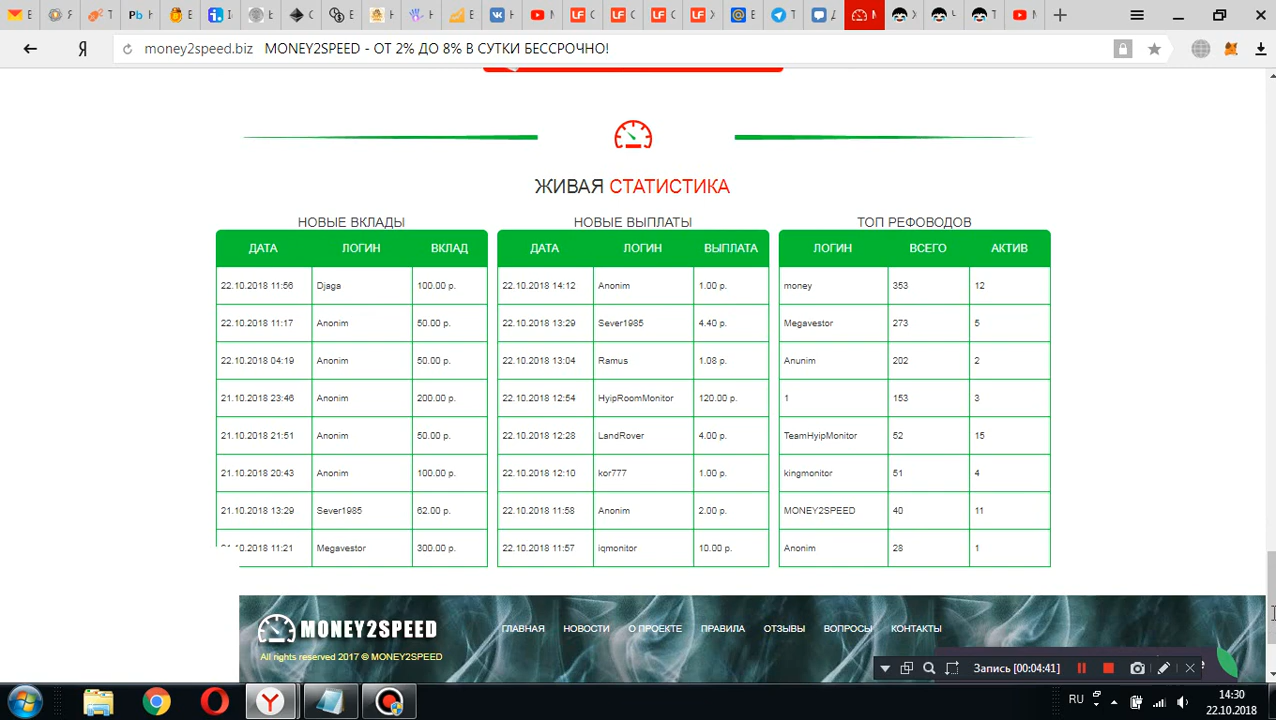 money2speed.biz MONEY2SPEED - ОТ 2% ДО 8% В СУТКИ БЕССРОЧНО!
ЖИВАЯ СТАТИСТИКА
НОВЫЕ ВКЛАДЫ
ДАТА ЛОГИН ВКЛАД
22.10.2018 11:56 Djaga 100.00 р.
22.10.2018 11:17 Anonim 50.00 р.
22.10.2018 04:19 Anonim 50.00 р.
21.10.2018 23:46 Anonim 200.00 р.
21.10.2018 21:51 Anonim 50.00 р.
21.10.2018 20:43 Anonim 100.00 р.
21.10.2018 13:29 Sever1985 62.00 р.
21.10.2018 11:21 Megavestor 300.00 р.
НОВЫЕ ВЫПЛАТЫ
ДАТА ЛОГИН ВЫПЛАТА
22.10.2018 14:12 Anonim 1.00 р.
22.10.2018 13:29 Sever1985 4.40 р.
22.10.2018 13:04 Ramus 1.08 р.
22.10.2018 12:54 HyipRoomMonitor 120.00 р.
22.10.2018 12:28 LandRover 4.00 р.
22.10.2018 12:10 kor777 1.00 р.
22.10.2018 11:58 Anonim 2.00 р.
22.10.2018 11:57 iqmonitor 10.00 р.
ТОП РЕФОВОДОВ
ЛОГИН ВСЕГО АКТИВ
money 353 12
Megavestor 273 5
Anunim 202 2
1 153 3
TeamHyipMonitor 52 15
kingmonitor 51 4
MONEY2SPEED 40 11
Anonim 28 1
MONEY2SPEED
All rights reserved 2017 © MONEY2SPEED
ГЛАВНАЯ НОВОСТИ О ПРОЕКТЕ ПРАВИЛА ОТЗЫВЫ ВОПРОСЫ КОНТАКТЫ
Запись [00:04:41]
RU
14:30
22.10.2018